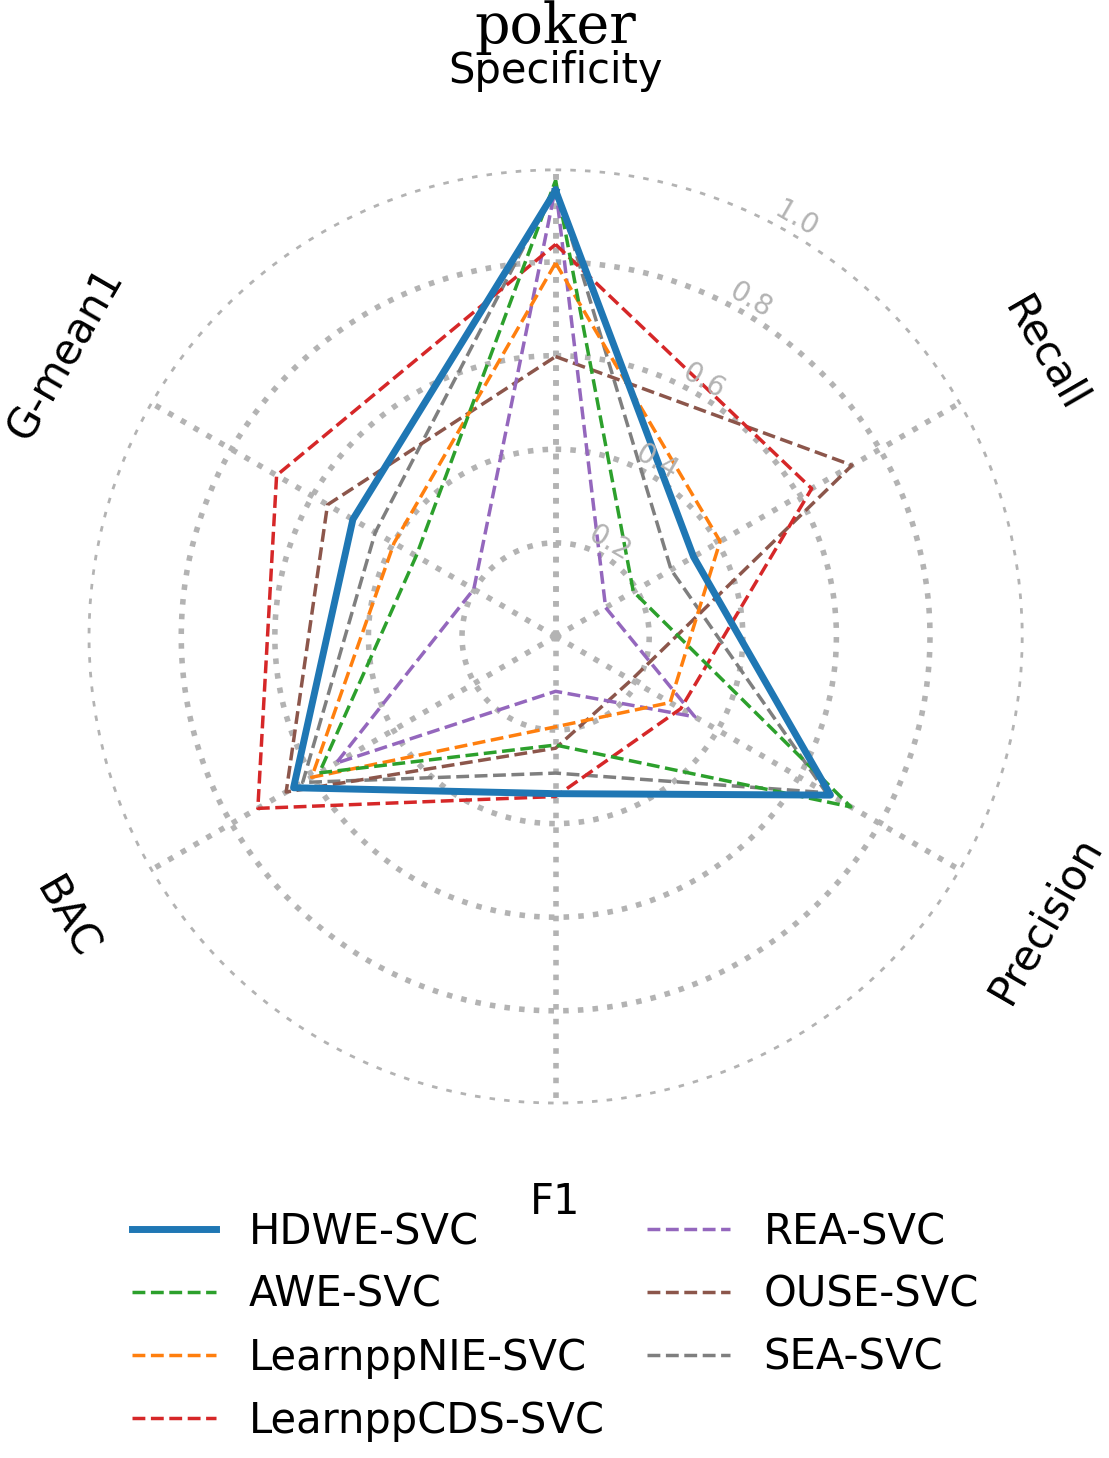 poker
Specificity
1.0
0.8
0.6
0.4
0.2
Recall
G-mean1
BAC
Precision
F1
HDWE-SVC
AWE-SVC
LearnppNIE-SVC
LearnppCDS-SVC
REA-SVC
OUSE-SVC
SEA-SVC